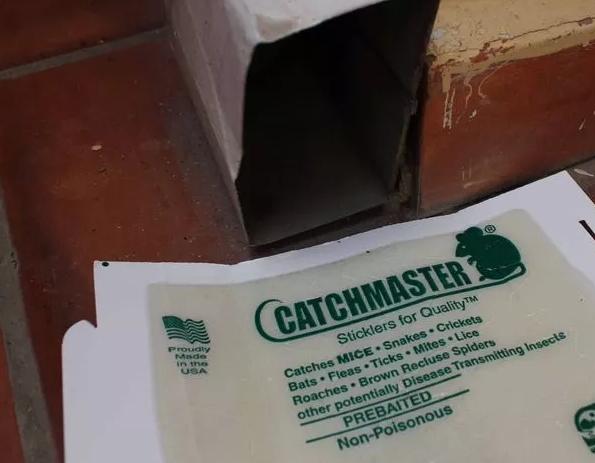 CATCHMASTER®
Sticklers for Quality™
Catches MICE • Snakes • Crickets
Bats • Fleas • Ticks • Mites • Lice
Roaches • Brown Recluse Spiders
other potentially Disease Transmitting Insects
PREBAITED
Non-Poisonous
Proudly
Made
in the
USA